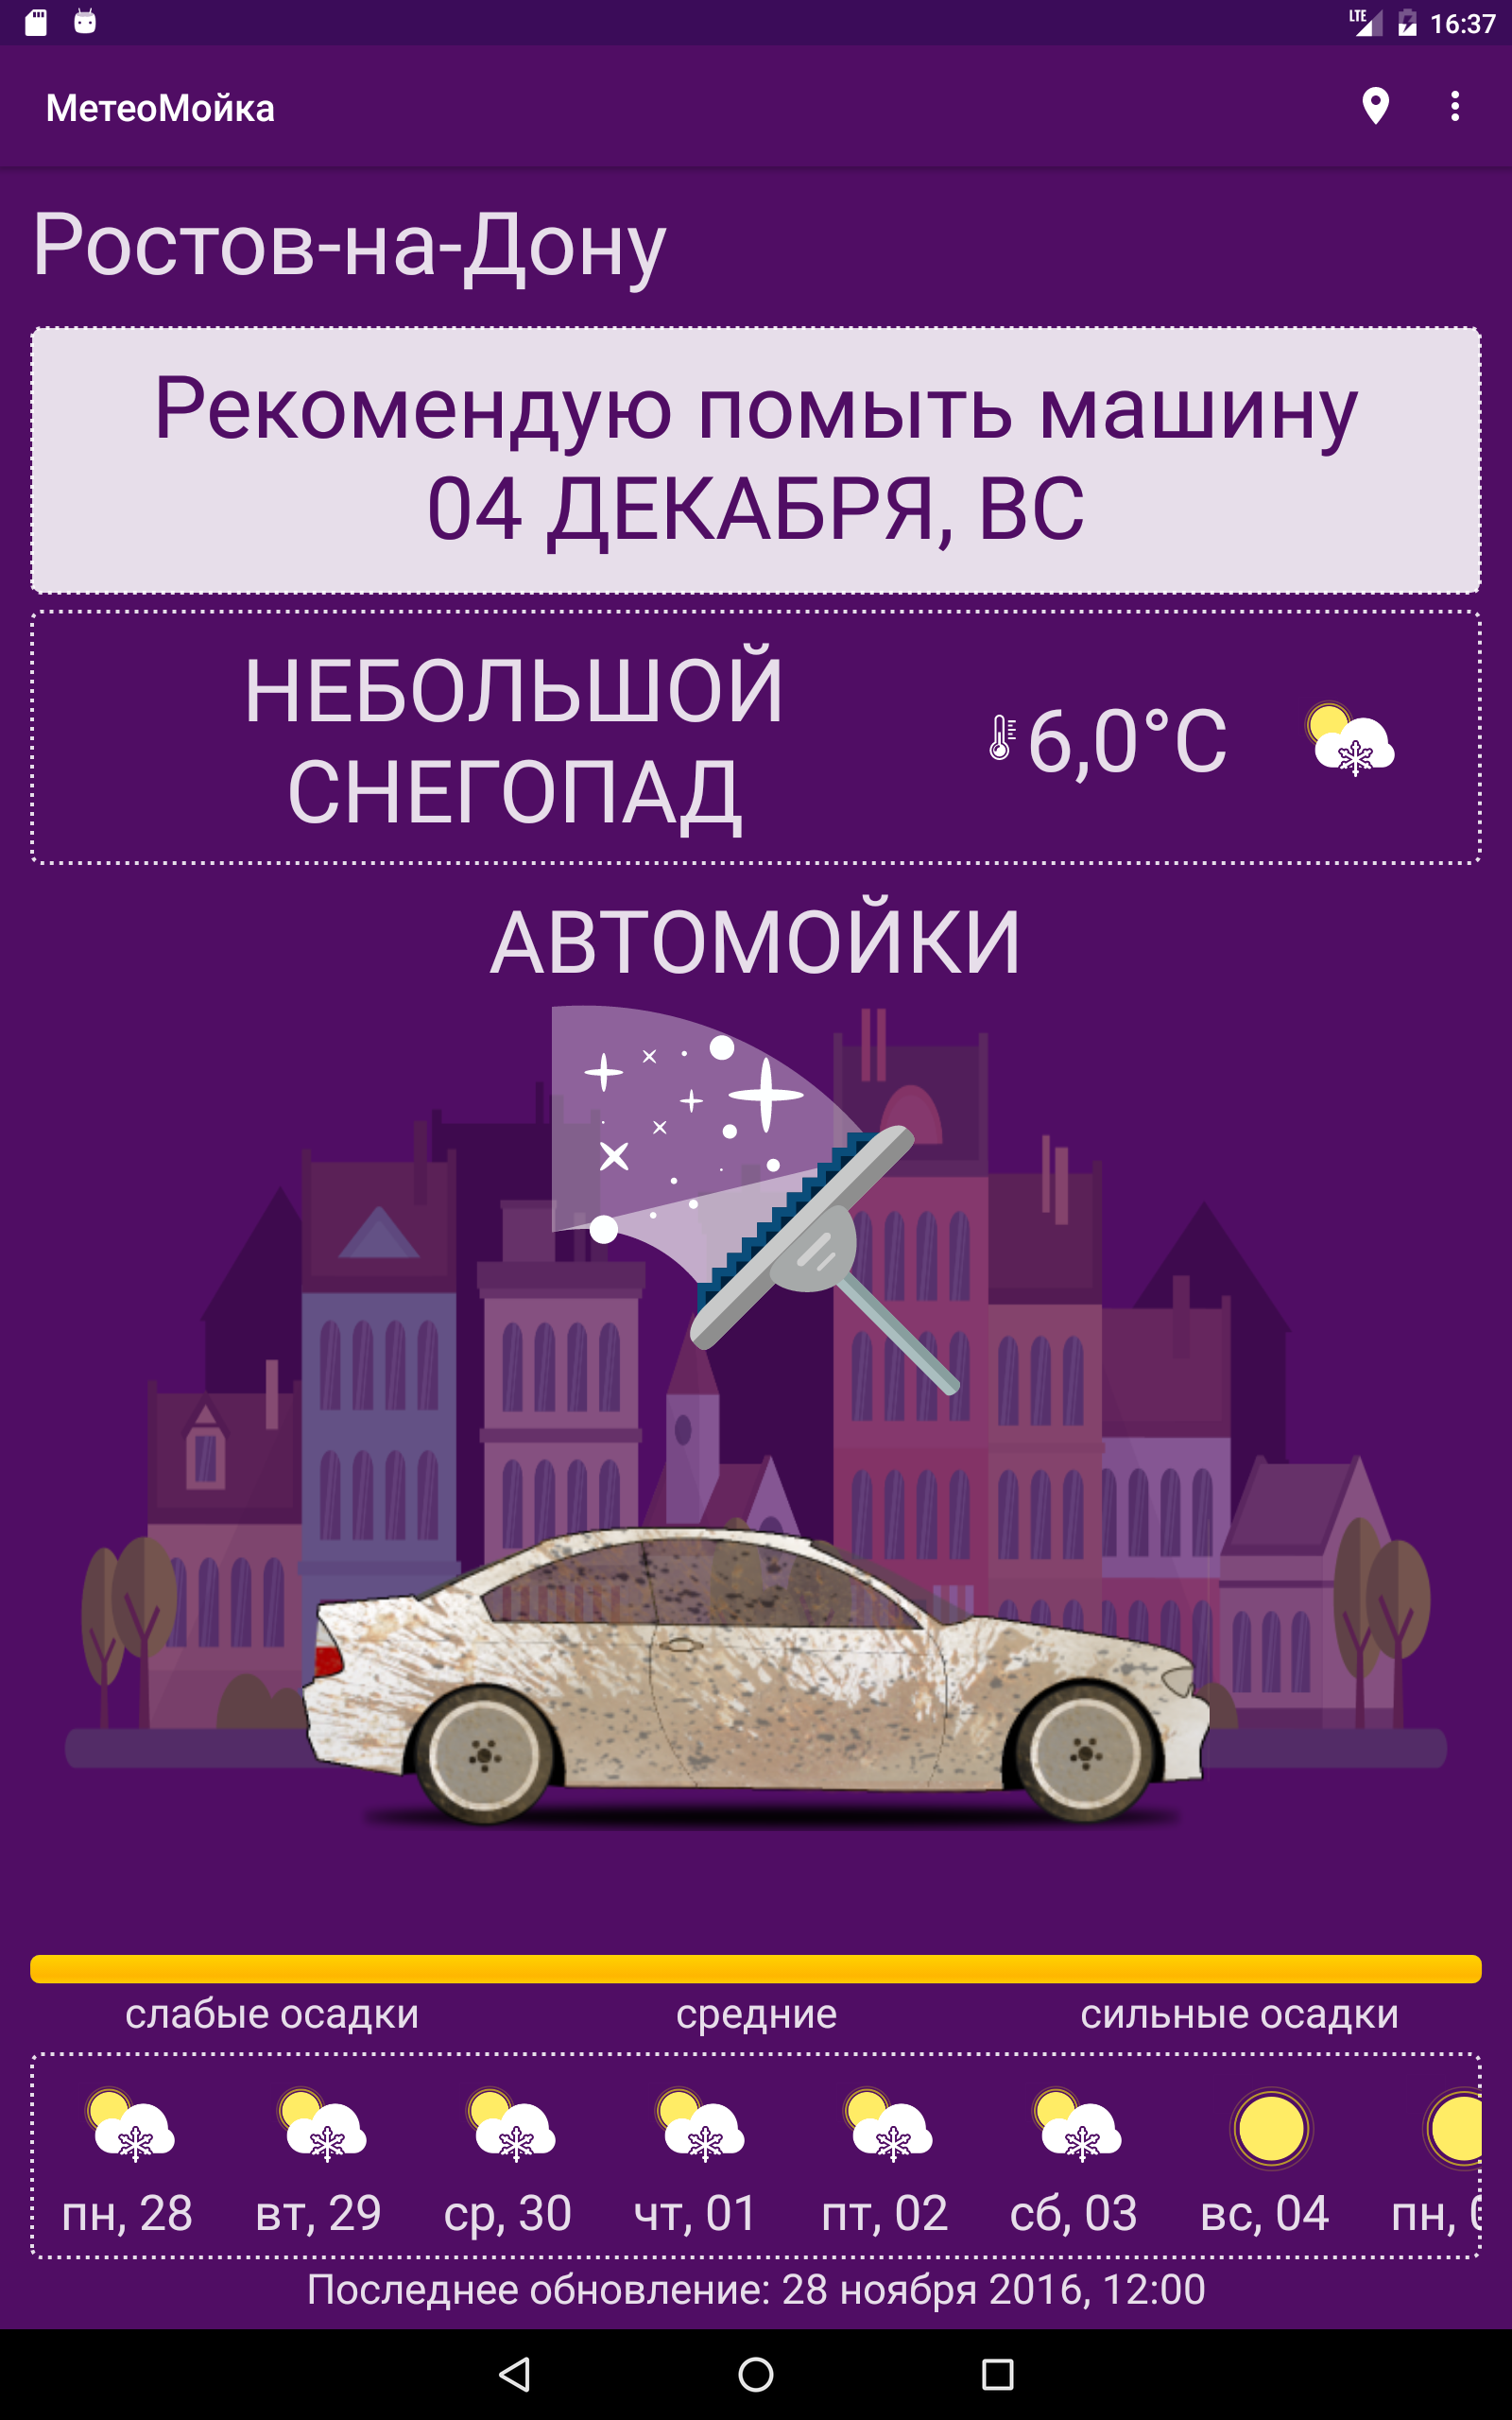 LTE 16:37
МетеоМойка
Ростов-на-Дону
Рекомендую помыть машину
04 ДЕКАБРЯ, ВС
НЕБОЛЬШОЙ
СНЕГОПАД
6,0°C
АВТОМОЙКИ
слабые осадки средние сильные осадки
пн, 28 вт, 29 ср, 30 чт, 01 пт, 02 сб, 03 вс, 04 пн,
Последнее обновление: 28 ноября 2016, 12:00